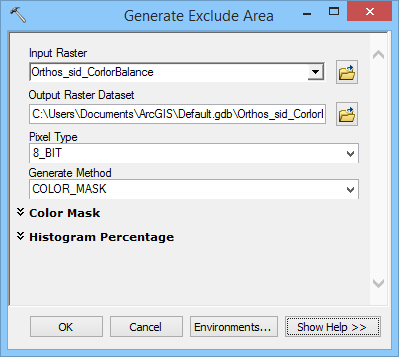 Generate Exclude Area
Input Raster
Orthos_sid_CorlorBalance
Output Raster Dataset
C:\Users\Documents\ArcGIS\Default.gdb\Orthos_sid_Corlorl
Pixel Type
8_BIT
Generate Method
COLOR_MASK
Color Mask
Histogram Percentage
OK
Cancel
Environments...
Show Help >>